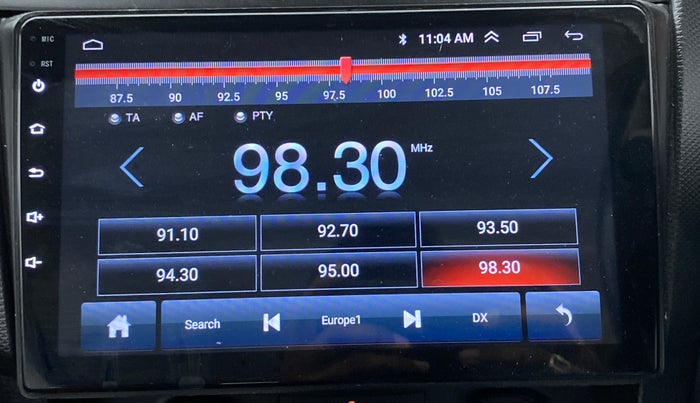 MIC
11:04 AM
RST
87.5 90 92.5 95 97.5 100 102.5 105 107.5
TA AF PTY
98.30 MHz
91.10 92.70 93.50
94.30 95.00 98.30
Search Europe1 DX